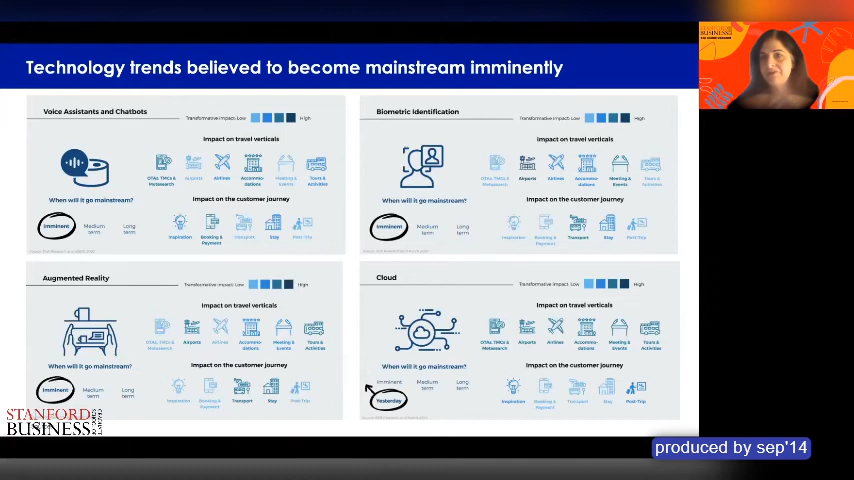 Technology trends believed to become mainstream imminently
Voice Assistants and Chatbots
Transformative Impact: Low High
Impact on travel verticals
OTAs, TMCs & Metasearch Airports Airlines Accommodations Meeting & Events Tours & Activities
When will it go mainstream?
Impact on the customer journey
Imminent Medium term Long term
Inspiration Booking & Payment Transport Stay Post-Trip
Biometric Identification
Transformative Impact: Low High
Impact on travel verticals
OTAs, TMCs & Metasearch Airports Airlines Accommo-dations Meeting & Events Tours & Activities
When will it go mainstream?
Impact on the customer journey
Imminent Medium term Long term
Inspiration Booking & Payment Transport Stay Post-Trip
Augmented Reality
Transformative Impact: Low High
Impact on travel verticals
OTAs, TMCs & Metasearch Airports Airlines Accommo-dations Meeting & Events Tours & Activities
When will it go mainstream?
Impact on the customer journey
Imminent Medium term Long term
Inspiration Booking & Payment Transport Stay Post-Trip
Cloud
Transformative Impact: Low High
Impact on travel verticals
OTAs, TMCs & Metasearch Airports Airlines Accommo-dations Meeting & Events Tours & Activities
When will it go mainstream?
Impact on the customer journey
Imminent Medium term Long term
Yesterday
Inspiration Booking & Payment Transport Stay Post-Trip
STANFORD
BUSINESS
STANFORD
BUSINESS
produced by sep'14